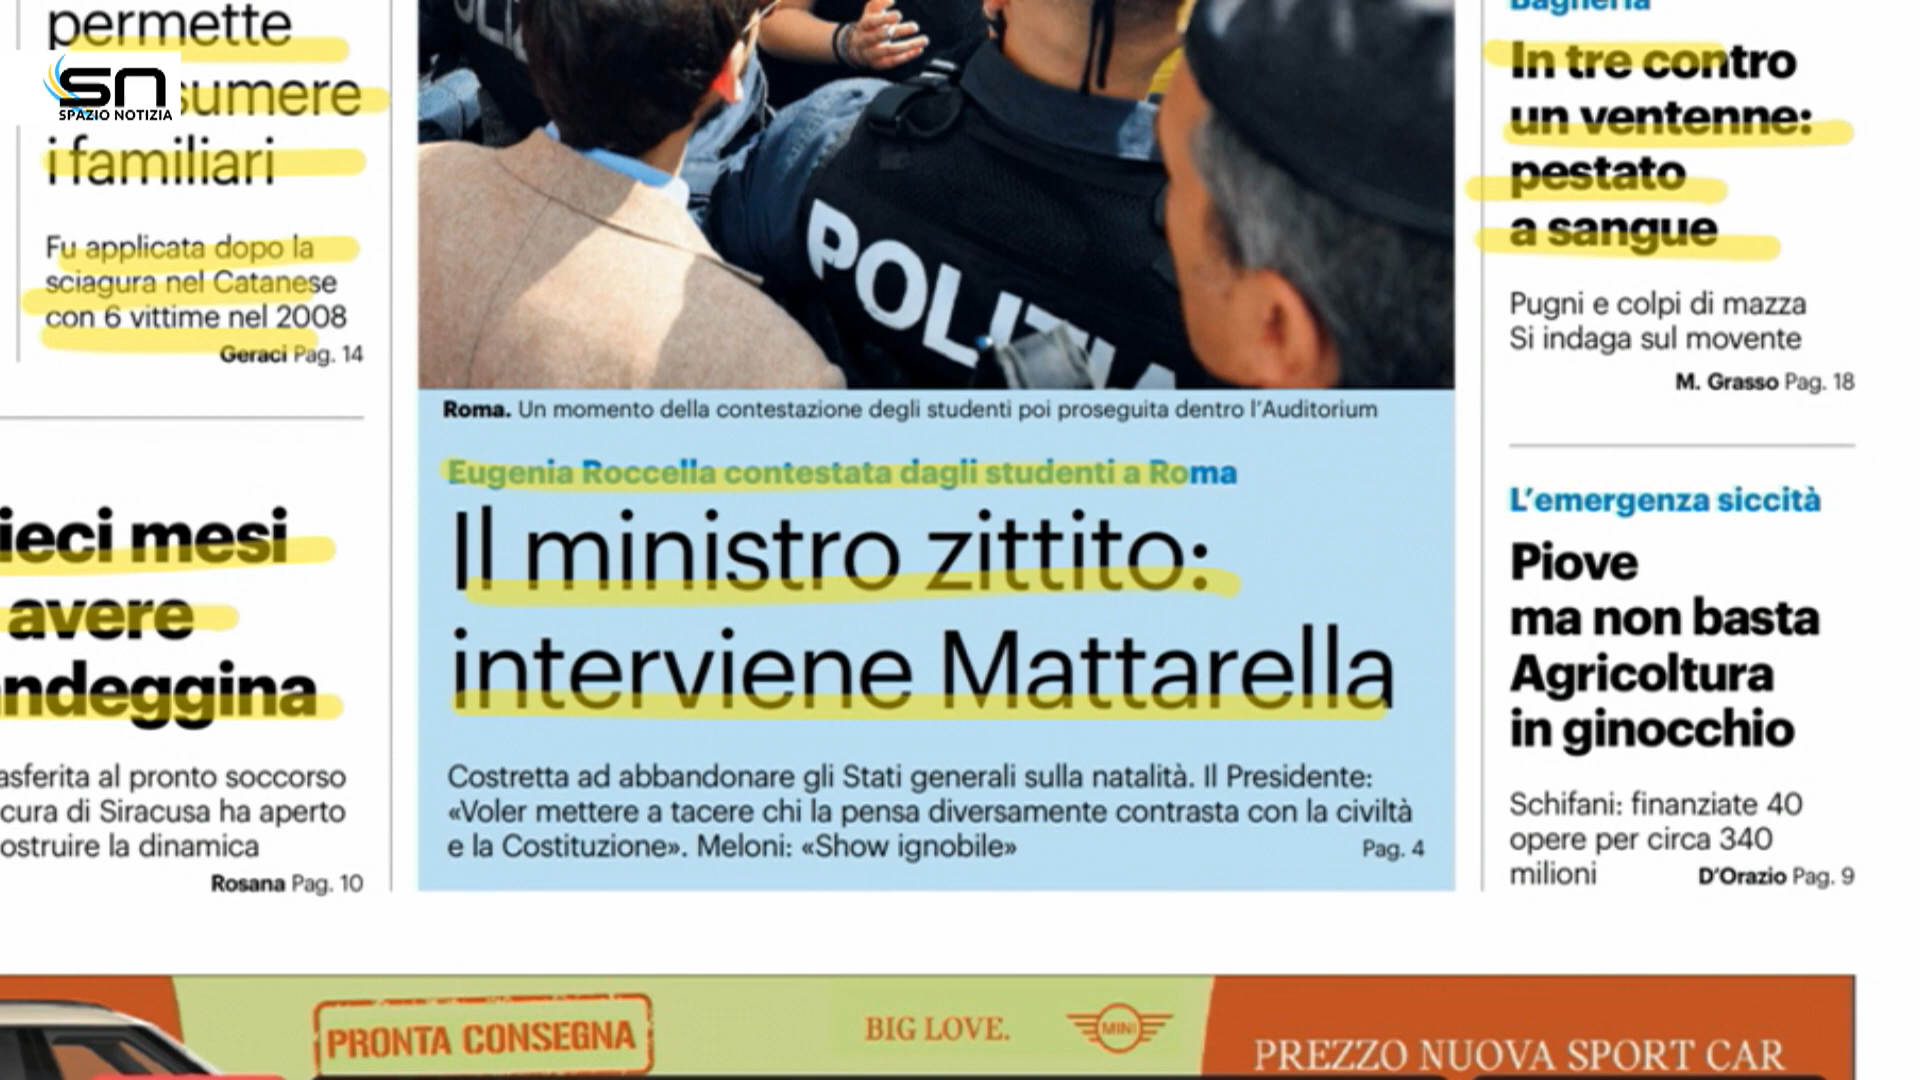 permette
sumere
i familiari
Fu applicata dopo la
sciagura nel Catanese
con 6 vittime nel 2008
Geraci Pag. 14
SN
SPAZIO NOTIZIA
ieci mesi
avere
ndeggina
asferita al pronto soccorso
cura di Siracusa ha aperto
ostruire la dinamica
Rosana Pag. 10
POLIZIA
Roma. Un momento della contestazione degli studenti poi proseguita dentro l'Auditorium
Eugenia Roccella contestata dagli studenti a Roma
Il ministro zittito:
interviene Mattarella
Costretta ad abbandonare gli Stati generali sulla natalità. Il Presidente:
«Voler mettere a tacere chi la pensa diversamente contrasta con la civiltà
e la Costituzione». Meloni: «Show ignobile»
Pag. 4
Bagheria
In tre contro
un ventenne:
pestato
a sangue
Pugni e colpi di mazza
Si indaga sul movente
M. Grasso Pag. 18
L'emergenza siccità
Piove
ma non basta
Agricoltura
in ginocchio
Schifani: finanziate 40
opere per circa 340
milioni
D'Orazio Pag. 9
PRONTA CONSEGNA
BIG LOVE.
MINI
PREZZO NUOVA SPORT CAR